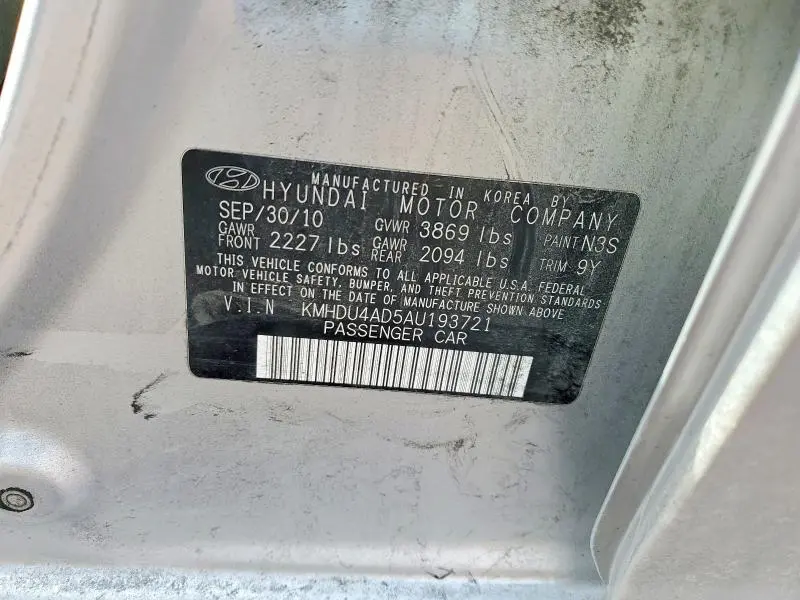 MANUFACTURED IN KOREA BY
HYUNDAI MOTOR COMPANY
SEP/30/10 GVWR 3869 lbs PAINT N3S
GAWR FRONT 2227 lbs GAWR REAR 2094 lbs TRIM 9Y
THIS VEHICLE CONFORMS TO ALL APPLICABLE U.S.A. FEDERAL
MOTOR VEHICLE SAFETY, BUMPER, AND THEFT PREVENTION STANDARDS
IN EFFECT ON THE DATE OF MANUFACTURE SHOWN ABOVE
V.I.N KMHDU4AD5AU193721
PASSENGER CAR